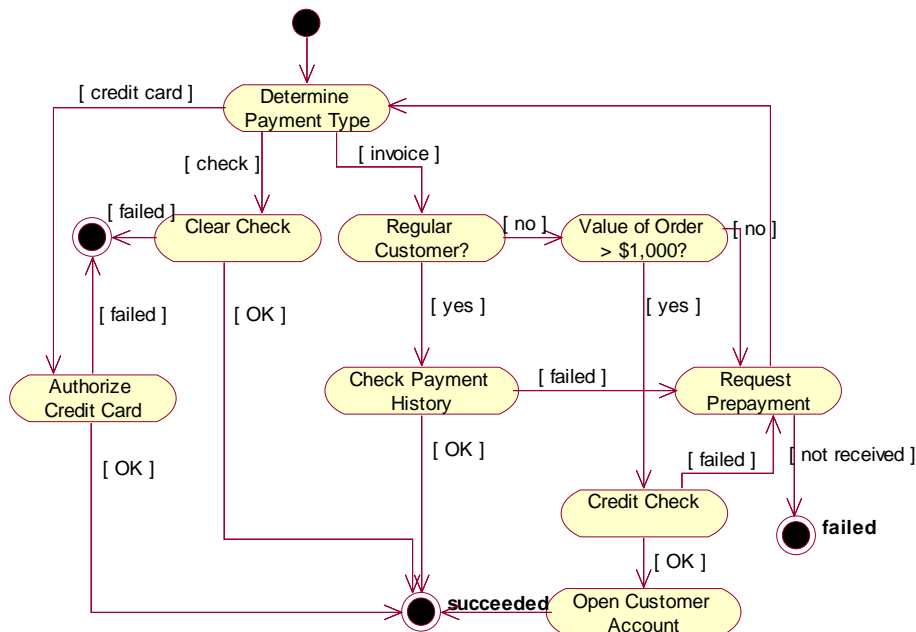 [ credit card ]
Determine
Payment Type
[ check ]
[ invoice ]
[ failed ]
Clear Check
Regular
Customer?
[ no ]
Value of Order
> $1,000?
[ no ]
[ failed ]
[ OK ]
[ yes ]
[ yes ]
Authorize
Credit Card
Check Payment
History
[ failed ]
Request
Prepayment
[ OK ]
[ OK ]
[ failed ]
[ not received ]
Credit Check
failed
[ OK ]
succeeded
Open Customer
Account